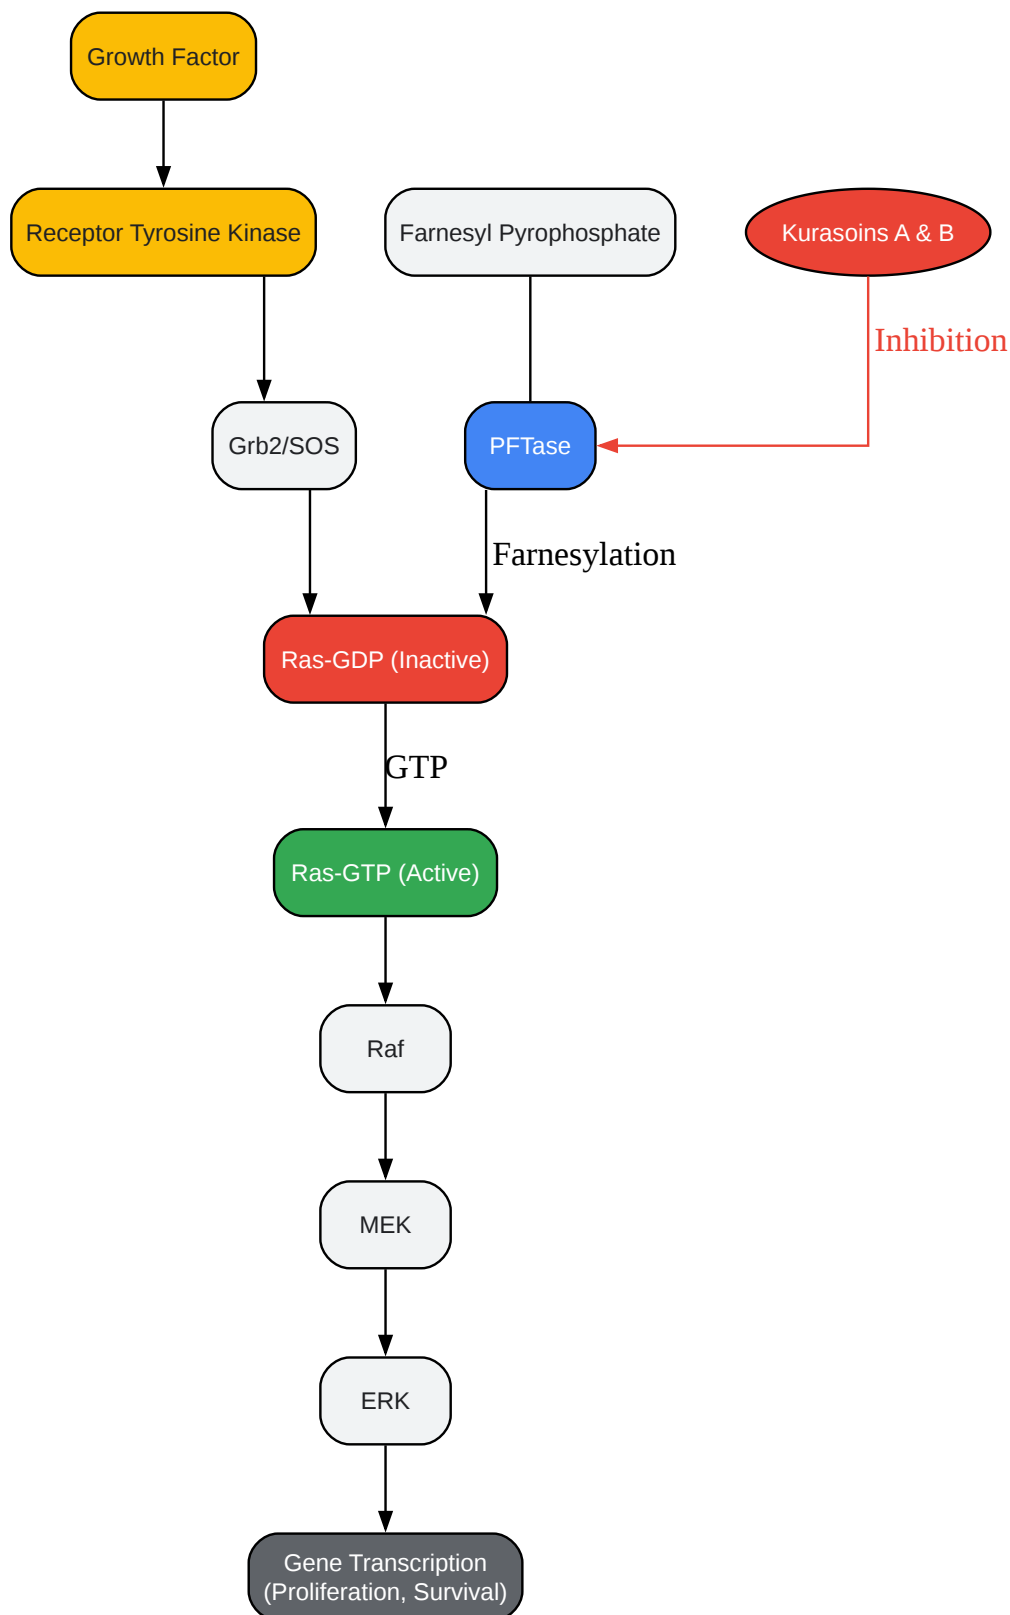 Growth Factor
Receptor Tyrosine Kinase
Farnesyl Pyrophosphate
Kurasoins A & B
Inhibition
Grb2/SOS
PFTase
Farnesylation
Ras-GDP (Inactive)
GTP
Ras-GTP (Active)
Raf
MEK
ERK
Gene Transcription
(Proliferation, Survival)